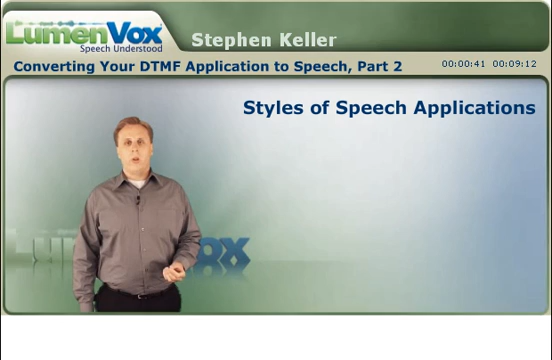 LumenVox
Speech Understood
Stephen Keller
Converting Your DTMF Application to Speech, Part 2
00:00:41 00:09:12
Styles of Speech Applications
LUMENVOX